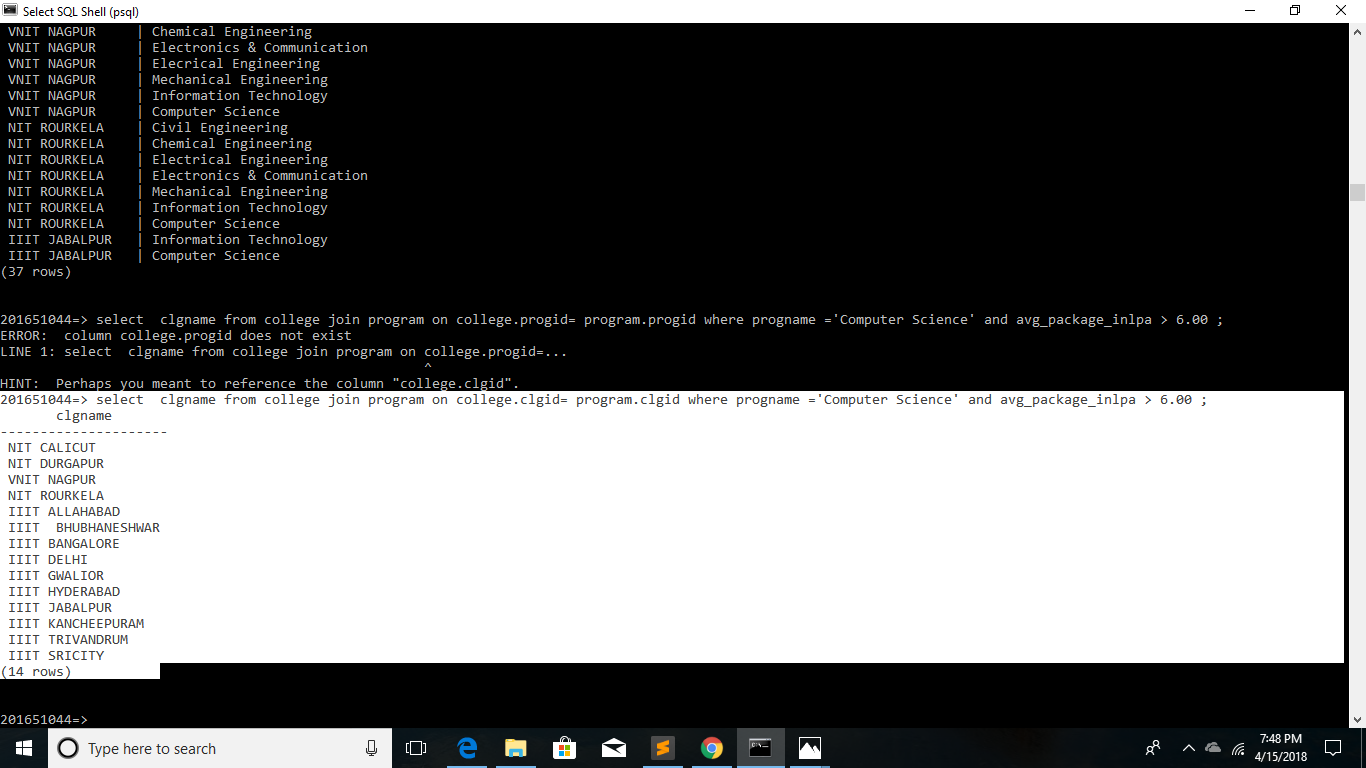 Select SQL Shell (psql)
VNIT NAGPUR | Chemical Engineering
VNIT NAGPUR | Electronics & Communication
VNIT NAGPUR | Elecrical Engineering
VNIT NAGPUR | Mechanical Engineering
VNIT NAGPUR | Information Technology
VNIT NAGPUR | Computer Science
NIT ROURKELA | Civil Engineering
NIT ROURKELA | Chemical Engineering
NIT ROURKELA | Electrical Engineering
NIT ROURKELA | Electronics & Communication
NIT ROURKELA | Mechanical Engineering
NIT ROURKELA | Information Technology
NIT ROURKELA | Computer Science
IIIT JABALPUR | Information Technology
IIIT JABALPUR | Computer Science
(37 rows)
201651044=> select  clgname from college join program on college.progid= program.progid where progname ='Computer Science' and avg_package_inlpa > 6.00 ;
ERROR:  column college.progid does not exist
LINE 1: select  clgname from college join program on college.progid=...
^
HINT:  Perhaps you meant to reference the column "college.clgid".
201651044=> select  clgname from college join program on college.clgid= program.clgid where progname ='Computer Science' and avg_package_inlpa > 6.00 ;
clgname
---------------------
NIT CALICUT
NIT DURGAPUR
VNIT NAGPUR
NIT ROURKELA
IIIT ALLAHABAD
IIIT  BHUBHANESHWAR
IIIT BANGALORE
IIIT DELHI
IIIT GWALIOR
IIIT HYDERABAD
IIIT JABALPUR
IIIT KANCHEEPURAM
IIIT TRIVANDRUM
IIIT SRICITY
(14 rows)
201651044=>
Type here to search
7:48 PM
4/15/2018